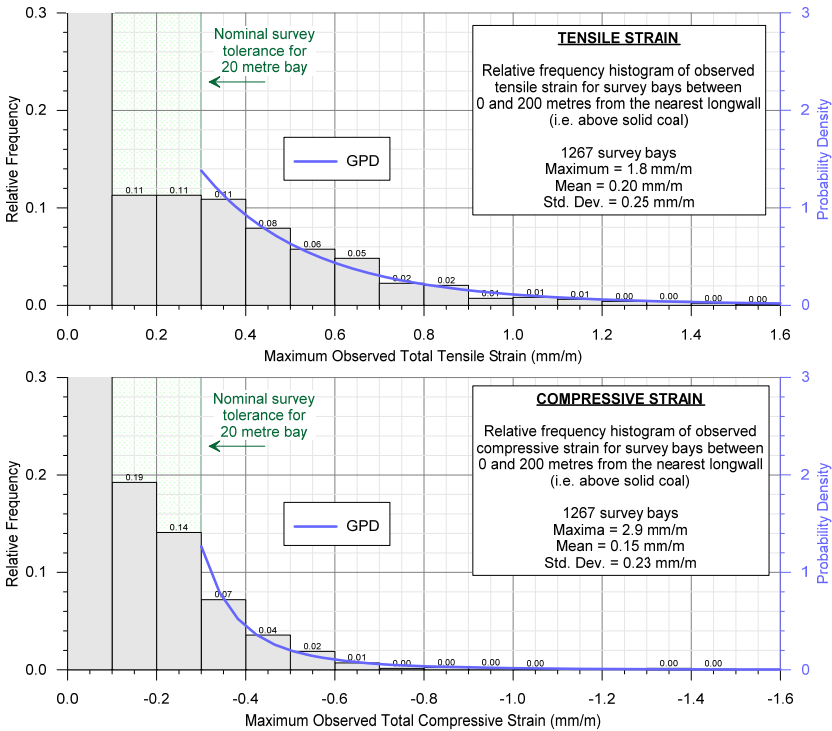 0.3
0.2
0.1
0.0
Relative Frequency
Nominal survey
tolerance for
20 metre bay
GPD
TENSILE STRAIN
Relative frequency histogram of observed
tensile strain for survey bays between
0 and 200 metres from the nearest longwall
(i.e. above solid coal)
1267 survey bays
Maximum = 1.8 mm/m
Mean = 0.20 mm/m
Std. Dev. = 0.25 mm/m
3
2
1
0
Probability Density
0.11 0.11 0.11 0.08 0.06 0.05 0.02 0.02 0.01 0.01 0.01 0.00 0.00 0.00 0.00
0.0 0.2 0.4 0.6 0.8 1.0 1.2 1.4 1.6
Maximum Observed Total Tensile Strain (mm/m)
0.3
0.2
0.1
0.0
Relative Frequency
Nominal survey
tolerance for
20 metre bay
GPD
COMPRESSIVE STRAIN
Relative frequency histogram of observed
compressive strain for survey bays between
0 and 200 metres from the nearest longwall
(i.e. above solid coal)
1267 survey bays
Maxima = 2.9 mm/m
Mean = 0.15 mm/m
Std. Dev. = 0.23 mm/m
3
2
1
0
Probability Density
0.19 0.14 0.07 0.04 0.02 0.01 0.00 0.00 0.00 0.00 0.00 0.00
0.0 -0.2 -0.4 -0.6 -0.8 -1.0 -1.2 -1.4 -1.6
Maximum Observed Total Compressive Strain (mm/m)